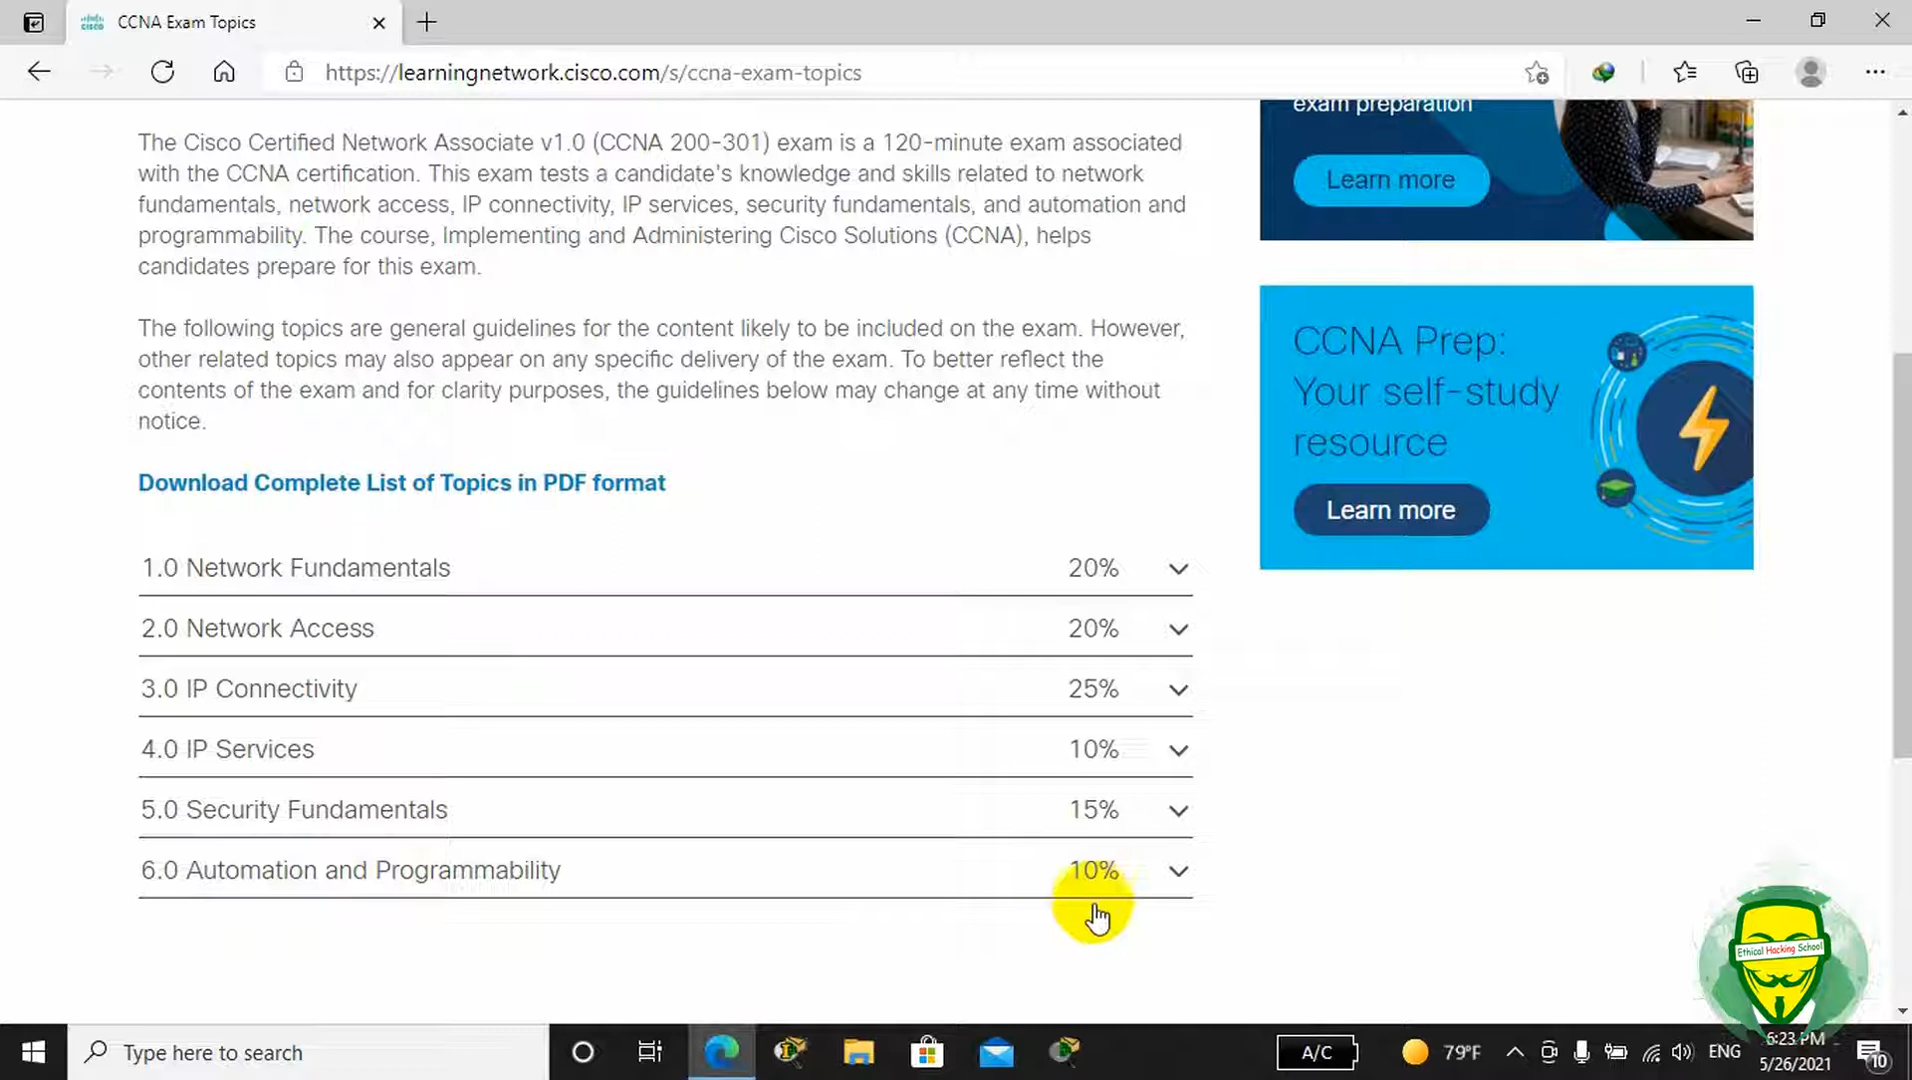 CCNA Exam Topics
https://learningnetwork.cisco.com/s/ccna-exam-topics
exam preparation
Learn more
The Cisco Certified Network Associate v1.0 (CCNA 200-301) exam is a 120-minute exam associated
with the CCNA certification. This exam tests a candidate's knowledge and skills related to network
fundamentals, network access, IP connectivity, IP services, security fundamentals, and automation and
programmability. The course, Implementing and Administering Cisco Solutions (CCNA), helps
candidates prepare for this exam.
The following topics are general guidelines for the content likely to be included on the exam. However,
other related topics may also appear on any specific delivery of the exam. To better reflect the
contents of the exam and for clarity purposes, the guidelines below may change at any time without
notice.
CCNA Prep:
Your self-study
resource
Learn more
Download Complete List of Topics in PDF format
1.0 Network Fundamentals 20%
2.0 Network Access 20%
3.0 IP Connectivity 25%
4.0 IP Services 10%
5.0 Security Fundamentals 15%
6.0 Automation and Programmability 10%
Ethical Hacking School
Type here to search
A/C
79°F
ENG
6:23 PM
5/26/2021
10